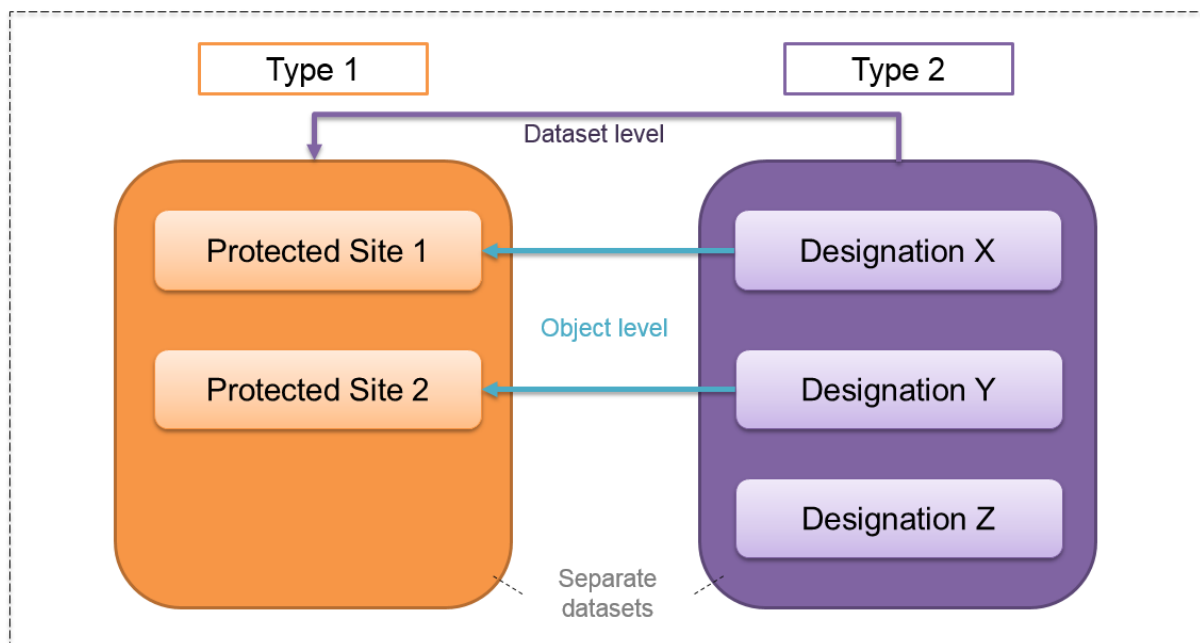 Type 1
Type 2
Dataset level
Protected Site 1
Designation X
Object level
Protected Site 2
Designation Y
Designation Z
Separate
datasets